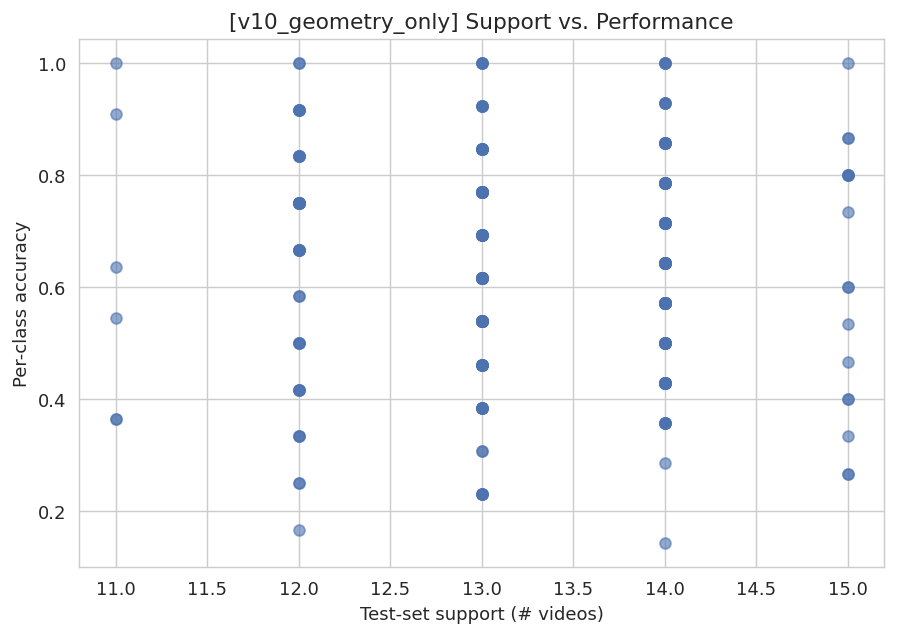 [v10_geometry_only] Support vs. Performance
1.0
0.8
0.6
0.4
0.2
Per-class accuracy
11.0 11.5 12.0 12.5 13.0 13.5 14.0 14.5 15.0
Test-set support (# videos)